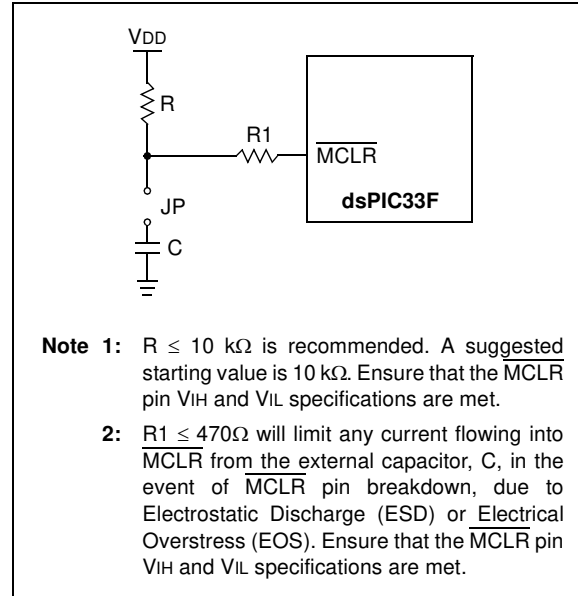 VDD
R
R1
MCLR
dsPIC33F
JP
C
Note 1: R ≤ 10 kΩ is recommended. A suggested
starting value is 10 kΩ. Ensure that the MCLR
pin VIH and VIL specifications are met.
2: R1 ≤ 470Ω will limit any current flowing into
MCLR from the external capacitor, C, in the
event of MCLR pin breakdown, due to
Electrostatic Discharge (ESD) or Electrical
Overstress (EOS). Ensure that the MCLR pin
VIH and VIL specifications are met.